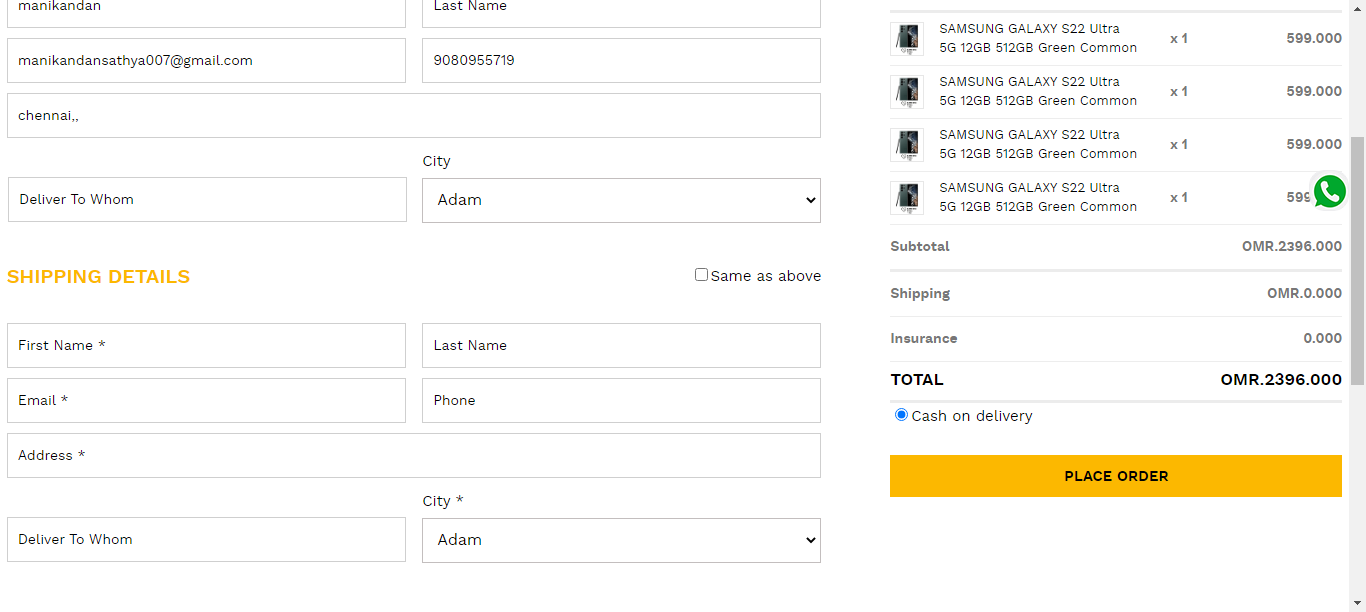 manikandan
Last Name
manikandansathya007@gmail.com
9080955719
chennai,,
City
Deliver To Whom
Adam
SHIPPING DETAILS
Same as above
First Name *
Last Name
Email *
Phone
Address *
City *
Deliver To Whom
Adam
SAMSUNG GALAXY S22 Ultra
5G 12GB 512GB Green Common
x 1
599.000
SAMSUNG GALAXY S22 Ultra
5G 12GB 512GB Green Common
x 1
599.000
SAMSUNG GALAXY S22 Ultra
5G 12GB 512GB Green Common
x 1
599.000
SAMSUNG GALAXY S22 Ultra
5G 12GB 512GB Green Common
x 1
599
Subtotal
OMR.2396.000
Shipping
OMR.0.000
Insurance
0.000
TOTAL
OMR.2396.000
Cash on delivery
PLACE ORDER